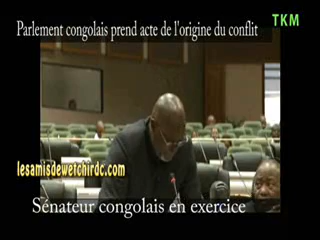 Parlement congolais prend acte de l'origine du conflit
TKM
lesamisdewetchirdc.com
Sénateur congolais en exercice